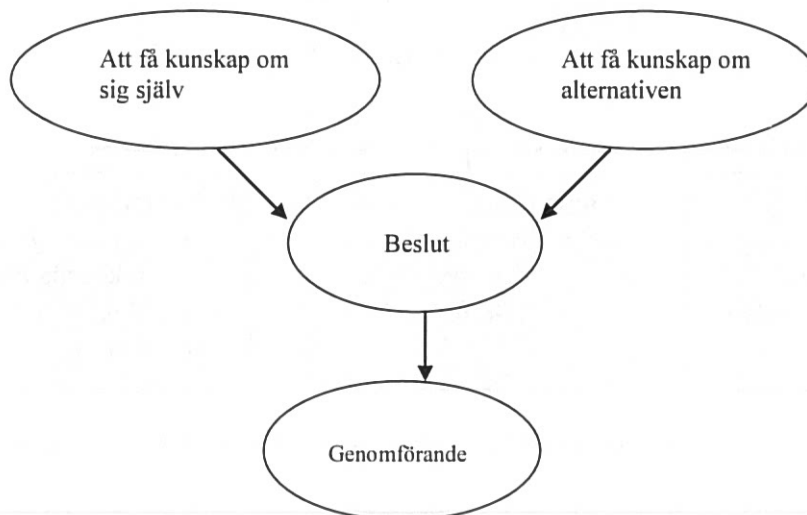 Att få kunskap om
sig själv
Att få kunskap om
alternativen
Beslut
Genomförande